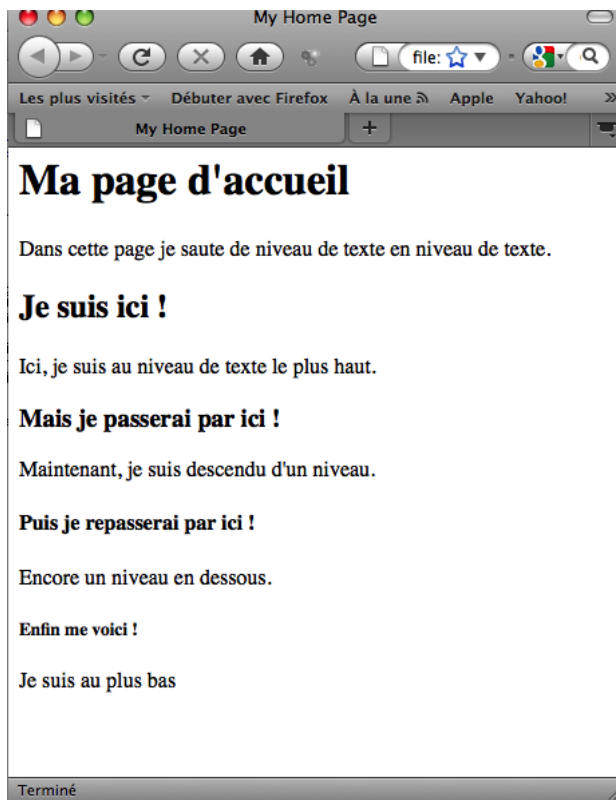 My Home Page
file:
Les plus visités Débuter avec Firefox À la une Apple Yahoo! »
My Home Page +
Ma page d'accueil
Dans cette page je saute de niveau de texte en niveau de texte.
Je suis ici !
Ici, je suis au niveau de texte le plus haut.
Mais je passerai par ici !
Maintenant, je suis descendu d'un niveau.
Puis je repasserai par ici !
Encore un niveau en dessous.
Enfin me voici !
Je suis au plus bas
Terminé